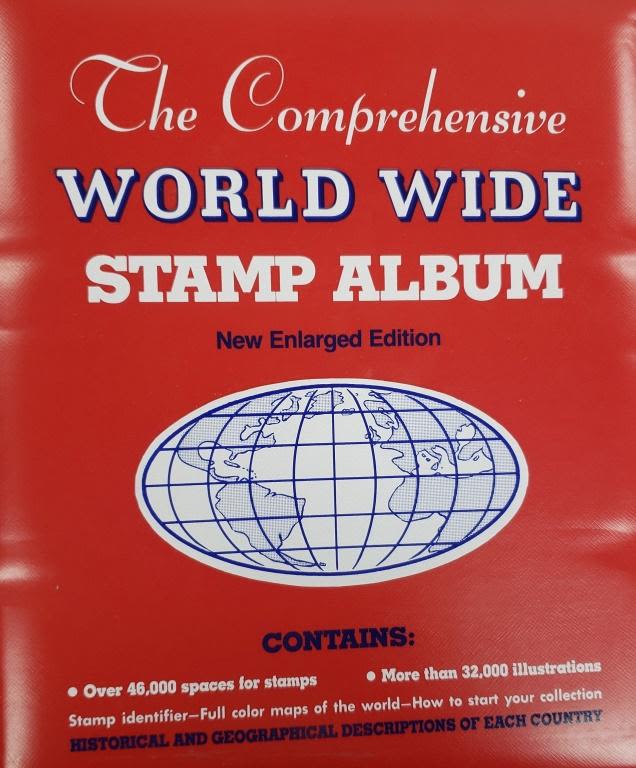 The Comprehensive
WORLD WIDE
STAMP ALBUM
New Enlarged Edition
CONTAINS:
• Over 46,000 spaces for stamps • More than 32,000 illustrations
Stamp identifier—Full color maps of the world—How to start your collection
HISTORICAL AND GEOGRAPHICAL DESCRIPTIONS OF EACH COUNTRY